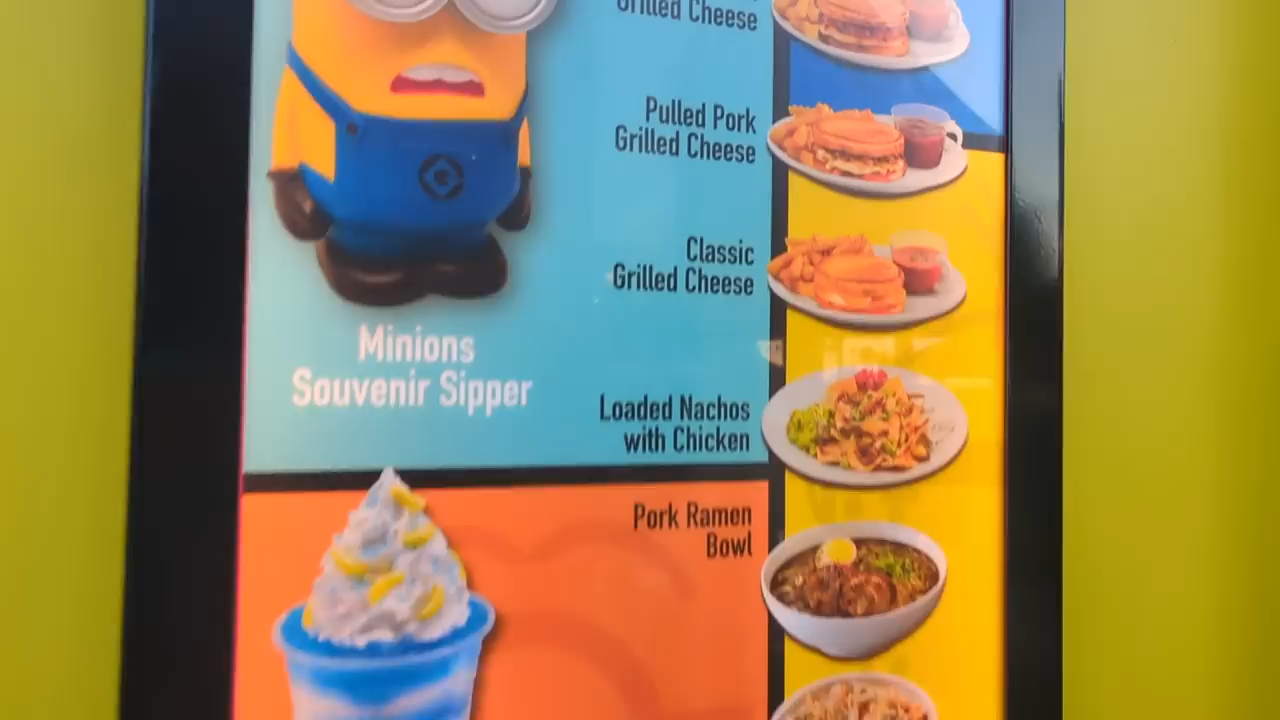 Grilled Cheese
Pulled Pork
Grilled Cheese
Classic
Grilled Cheese
Minions
Souvenir Sipper
Loaded Nachos
with Chicken
Pork Ramen
Bowl